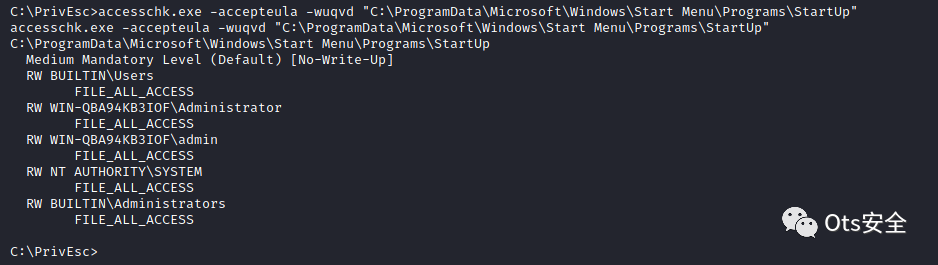 C:\PrivEsc>accesschk.exe -accepteula -wuqvd "C:\ProgramData\Microsoft\Windows\Start Menu\Programs\StartUp"
accesschk.exe -accepteula -wuqvd "C:\ProgramData\Microsoft\Windows\Start Menu\Programs\StartUp"
C:\ProgramData\Microsoft\Windows\Start Menu\Programs\StartUp
  Medium Mandatory Level (Default) [No-Write-Up]
  RW BUILTIN\Users
        FILE_ALL_ACCESS
  RW WIN-QBA94KB3IOF\Administrator
        FILE_ALL_ACCESS
  RW WIN-QBA94KB3IOF\admin
        FILE_ALL_ACCESS
  RW NT AUTHORITY\SYSTEM
        FILE_ALL_ACCESS
  RW BUILTIN\Administrators
        FILE_ALL_ACCESS
Ots安全
C:\PrivEsc>